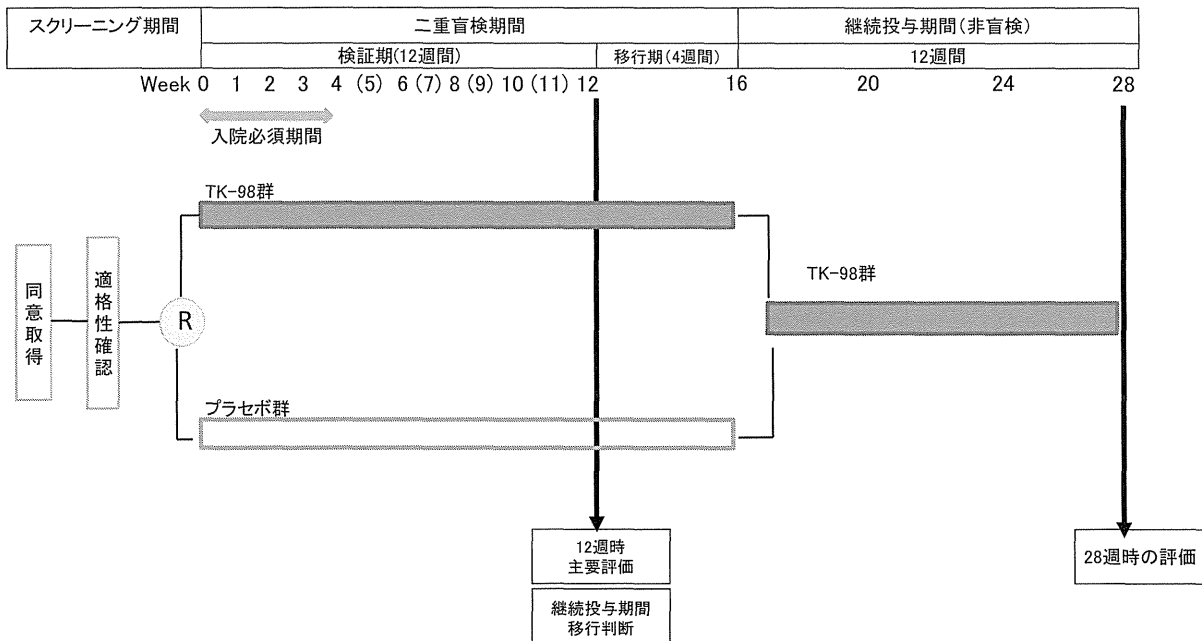 スクリーニング期間
二重盲検期間
継続投与期間(非盲検)
検証期(12週間)
移行期(4週間)
12週間
Week 0 1 2 3 4 (5) 6 (7) 8 (9) 10 (11) 12 16 20 24 28
入院必須期間
TK-98群
TK-98群
同意取得
適格性確認
R
プラセボ群
12週時
主要評価
28週時の評価
継続投与期間
移行判断